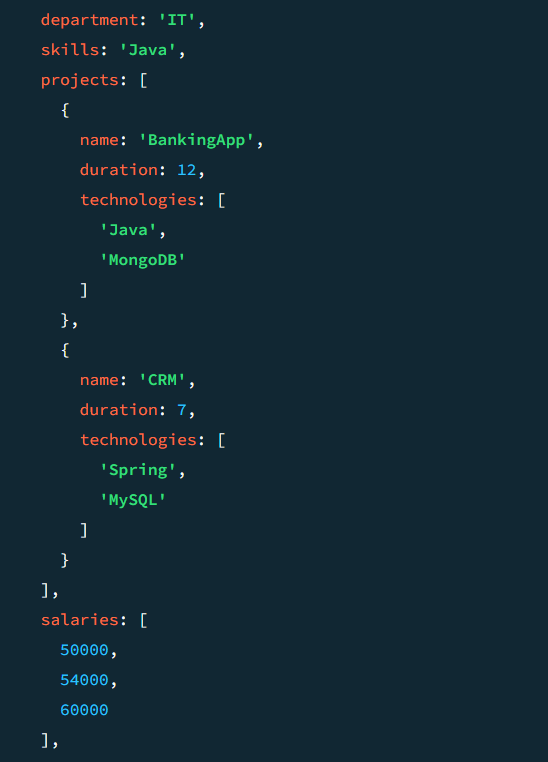 department: 'IT',
skills: 'Java',
projects: [
{
name: 'BankingApp',
duration: 12,
technologies: [
'Java',
'MongoDB'
]
},
{
name: 'CRM',
duration: 7,
technologies: [
'Spring',
'MySQL'
]
}
],
salaries: [
50000,
54000,
60000
],